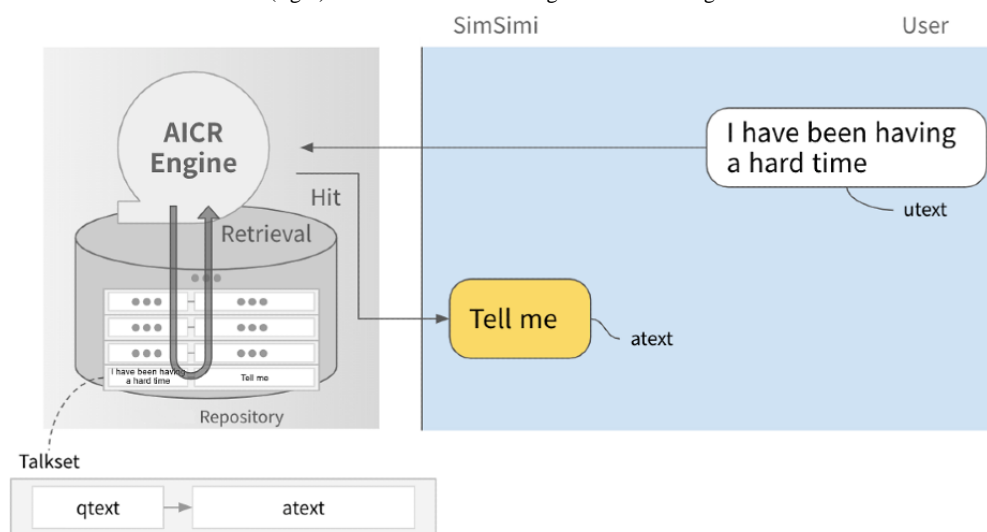 SimSimi
User
AICR
Engine
I have been having
a hard time
Hit
utext
Retrieval
Tell me
atext
I have been having
a hard time
Tell me
Repository
Talkset
qtext
atext